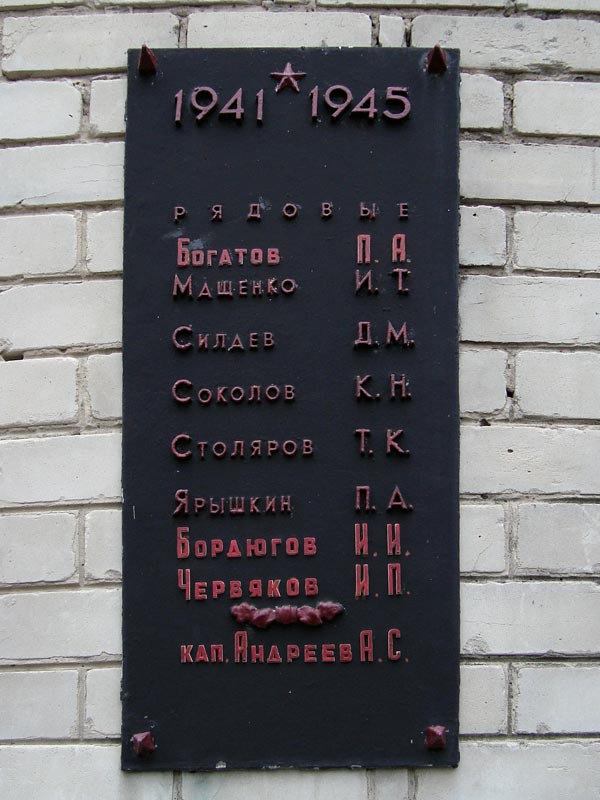 1941 1945
РЯДОВЫЕ
БОГАТОВ П. А.
МАЩЕНКО И. Т.
СИЛАЕВ Д. М.
СОКОЛОВ К. Н.
СТОЛЯРОВ Т. К.
ЯРЫШКИН П. А.
БОРДЮГОВ И. И.
ЧЕРВЯКОВ И. П.
КАП. АНДРЕЕВ А. С.